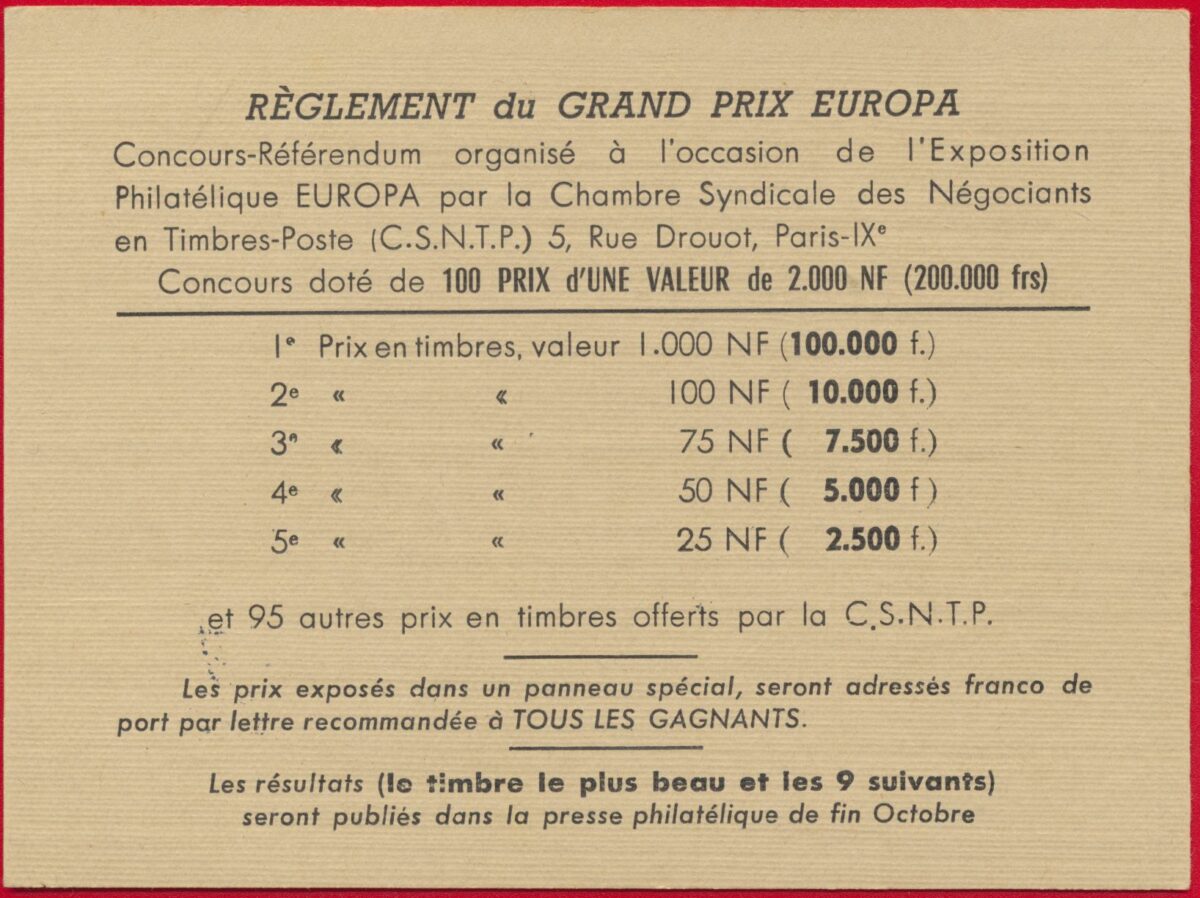 RÈGLEMENT du GRAND PRIX EUROPA
Concours-Référendum organisé à l'occasion de l'Exposition
Philatélique EUROPA par la Chambre Syndicale des Négociants
en Timbres-Poste (C.S.N.T.P.) 5, Rue Drouot, Paris-IXe
Concours doté de 100 PRIX d'UNE VALEUR de 2.000 NF (200.000 frs)
1e Prix en timbres, valeur 1.000 NF (100.000 f.)
2e « « 100 NF ( 10.000 f.)
3e « « 75 NF ( 7.500 f.)
4e « « 50 NF ( 5.000 f )
5e « « 25 NF ( 2.500 f.)
et 95 autres prix en timbres offerts par la C.S.N.T.P.
Les prix exposés dans un panneau spécial, seront adressés franco de
port par lettre recommandée à TOUS LES GAGNANTS.
Les résultats (le timbre le plus beau et les 9 suivants)
seront publiés dans la presse philatélique de fin Octobre